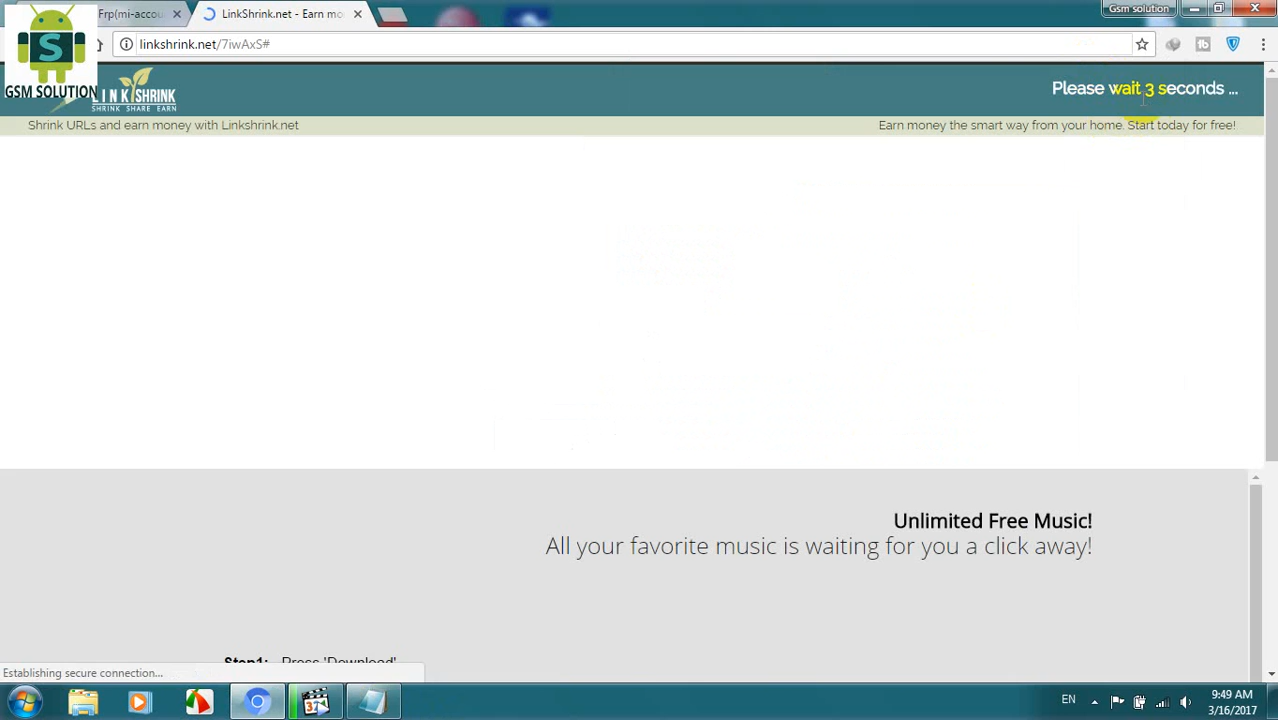 Frp(mi-accou
LinkShrink.net - Earn mo
Gsm solution
linkshrink.net/7iwAxS#
S
GSM SOLUTION
LINKSHRINK
SHRINK SHARE EARN
Please wait 3 seconds ...
Shrink URLs and earn money with Linkshrink.net
Earn money the smart way from your home. Start today for free!
Unlimited Free Music!
All your favorite music is waiting for you a click away!
Step1: Press 'Download'
Establishing secure connection...
EN
9:49 AM
3/16/2017